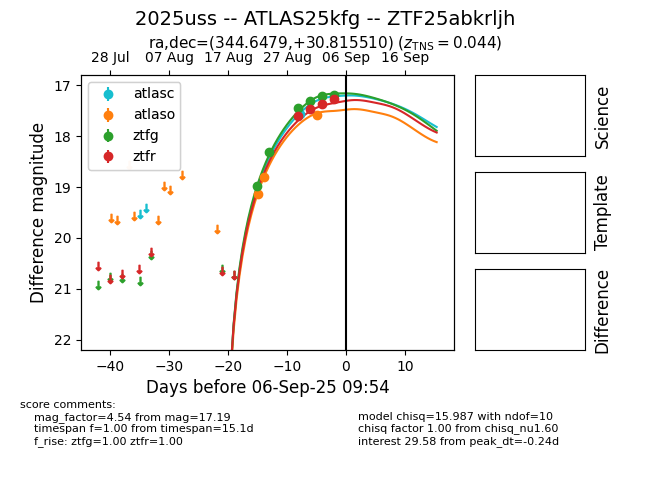 2025uss -- ATLAS25kfg -- ZTF25abkrljh
ra,dec=(344.6479,+30.815510) (z_TNS = 0.044)
28 Jul 07 Aug 17 Aug 27 Aug 06 Sep 16 Sep
atlasc
atlaso
ztfg
ztfr
17
18
19
20
21
22
Difference magnitude
−40 −30 −20 −10 0 10
Days before 06-Sep-25 09:54
Science
Template
Difference
score comments:
mag_factor=4.54 from mag=17.19
timespan f=1.00 from timespan=15.1d
f_rise: ztfg=1.00 ztfr=1.00
model chisq=15.987 with ndof=10
chisq factor 1.00 from chisq_nu1.60
interest 29.58 from peak_dt=-0.24d